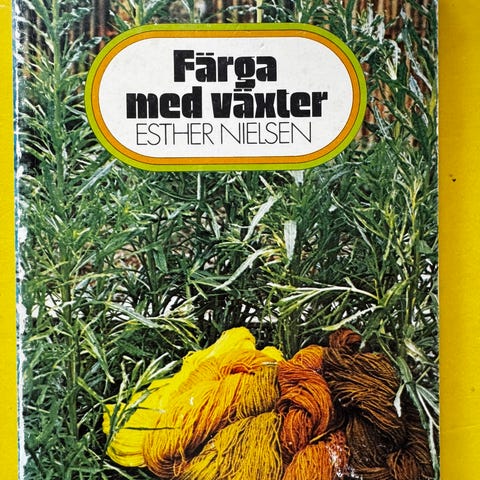 Färga
med växter
ESTHER NIELSEN